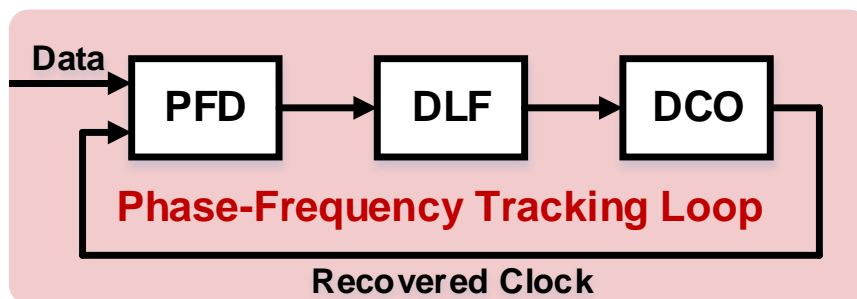 Data
PFD
DLF
DCO
Phase-Frequency Tracking Loop
Recovered Clock